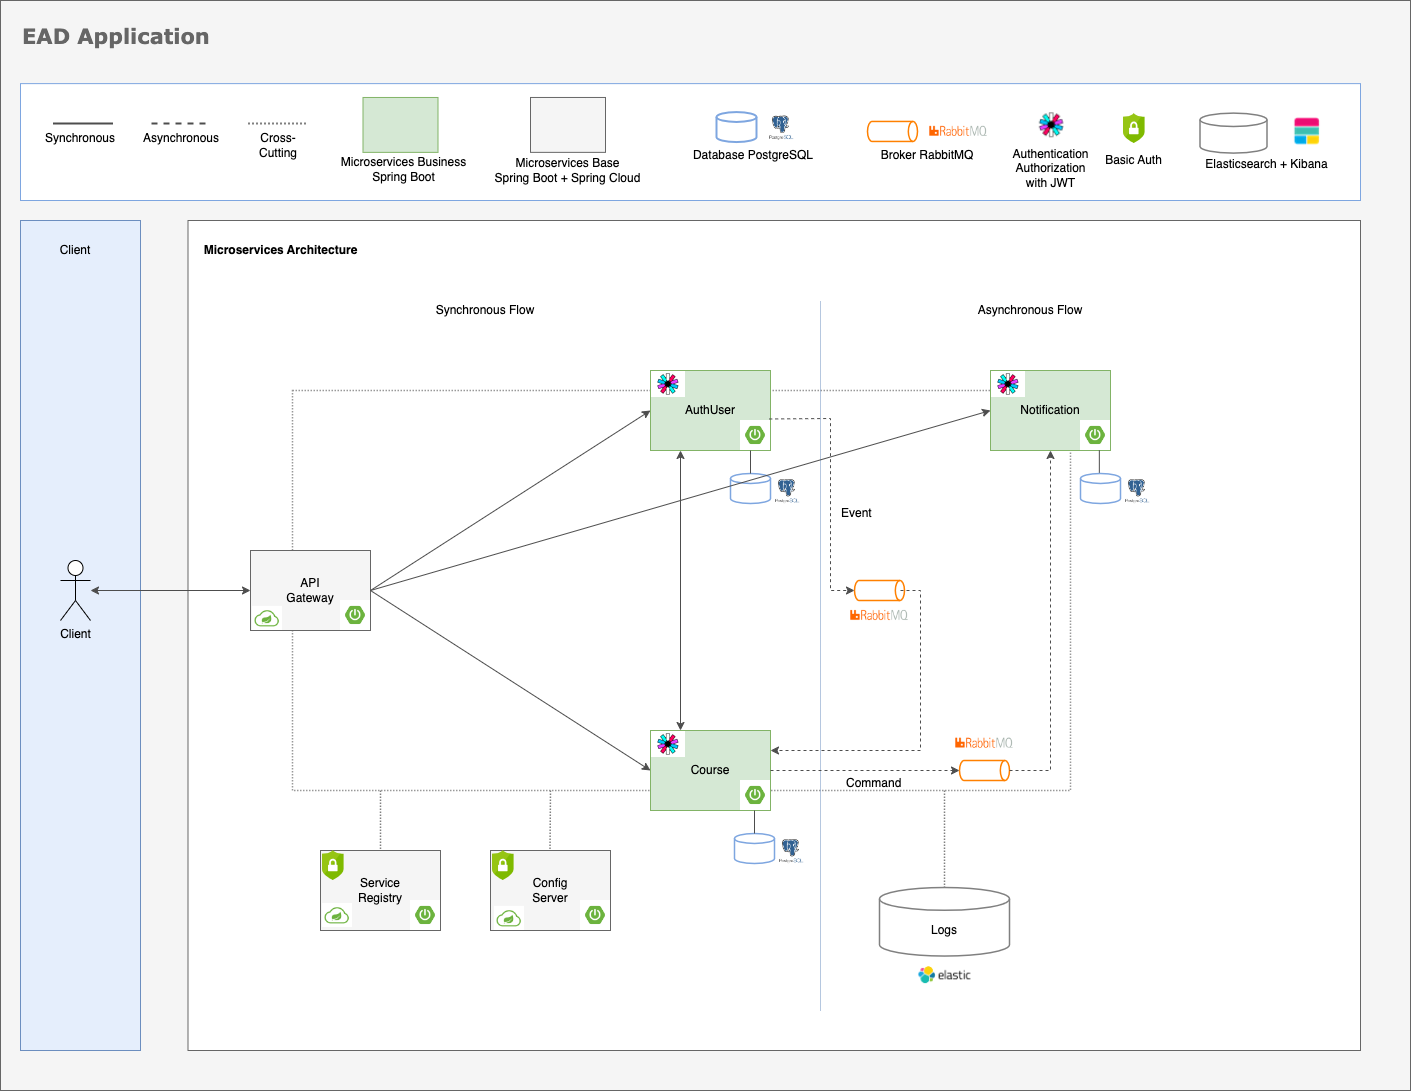 EAD Application
Synchronous
Asynchronous
Cross-
Cutting
Microservices Business
Spring Boot
Microservices Base
Spring Boot + Spring Cloud
PostgreSQL
Database PostgreSQL
RabbitMQ
Broker RabbitMQ
Authentication
Authorization
with JWT
Basic Auth
Elasticsearch + Kibana
Client
Microservices Architecture
Synchronous Flow
Asynchronous Flow
AuthUser
Notification
PostgreSQL
PostgreSQL
Event
API
Gateway
RabbitMQ
Client
RabbitMQ
Course
Command
PostgreSQL
Service
Registry
Config
Server
Logs
elastic